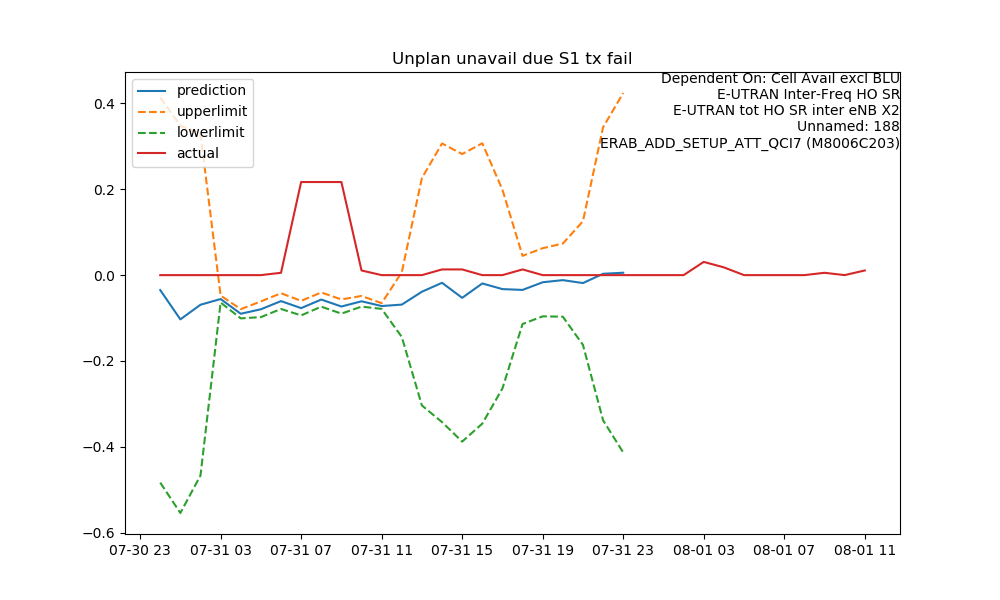 Unplan unavail due S1 tx fail
prediction
upperlimit
lowerlimit
actual
Dependent On: Cell Avail excl BLU
E-UTRAN Inter-Freq HO SR
E-UTRAN tot HO SR inter eNB X2
Unnamed: 188
ERAB_ADD_SETUP_ATT_QCI7 (M8006C203)
0.4
0.2
0.0
−0.2
−0.4
−0.6
07-30 23 07-31 03 07-31 07 07-31 11 07-31 15 07-31 19 07-31 23 08-01 03 08-01 07 08-01 11